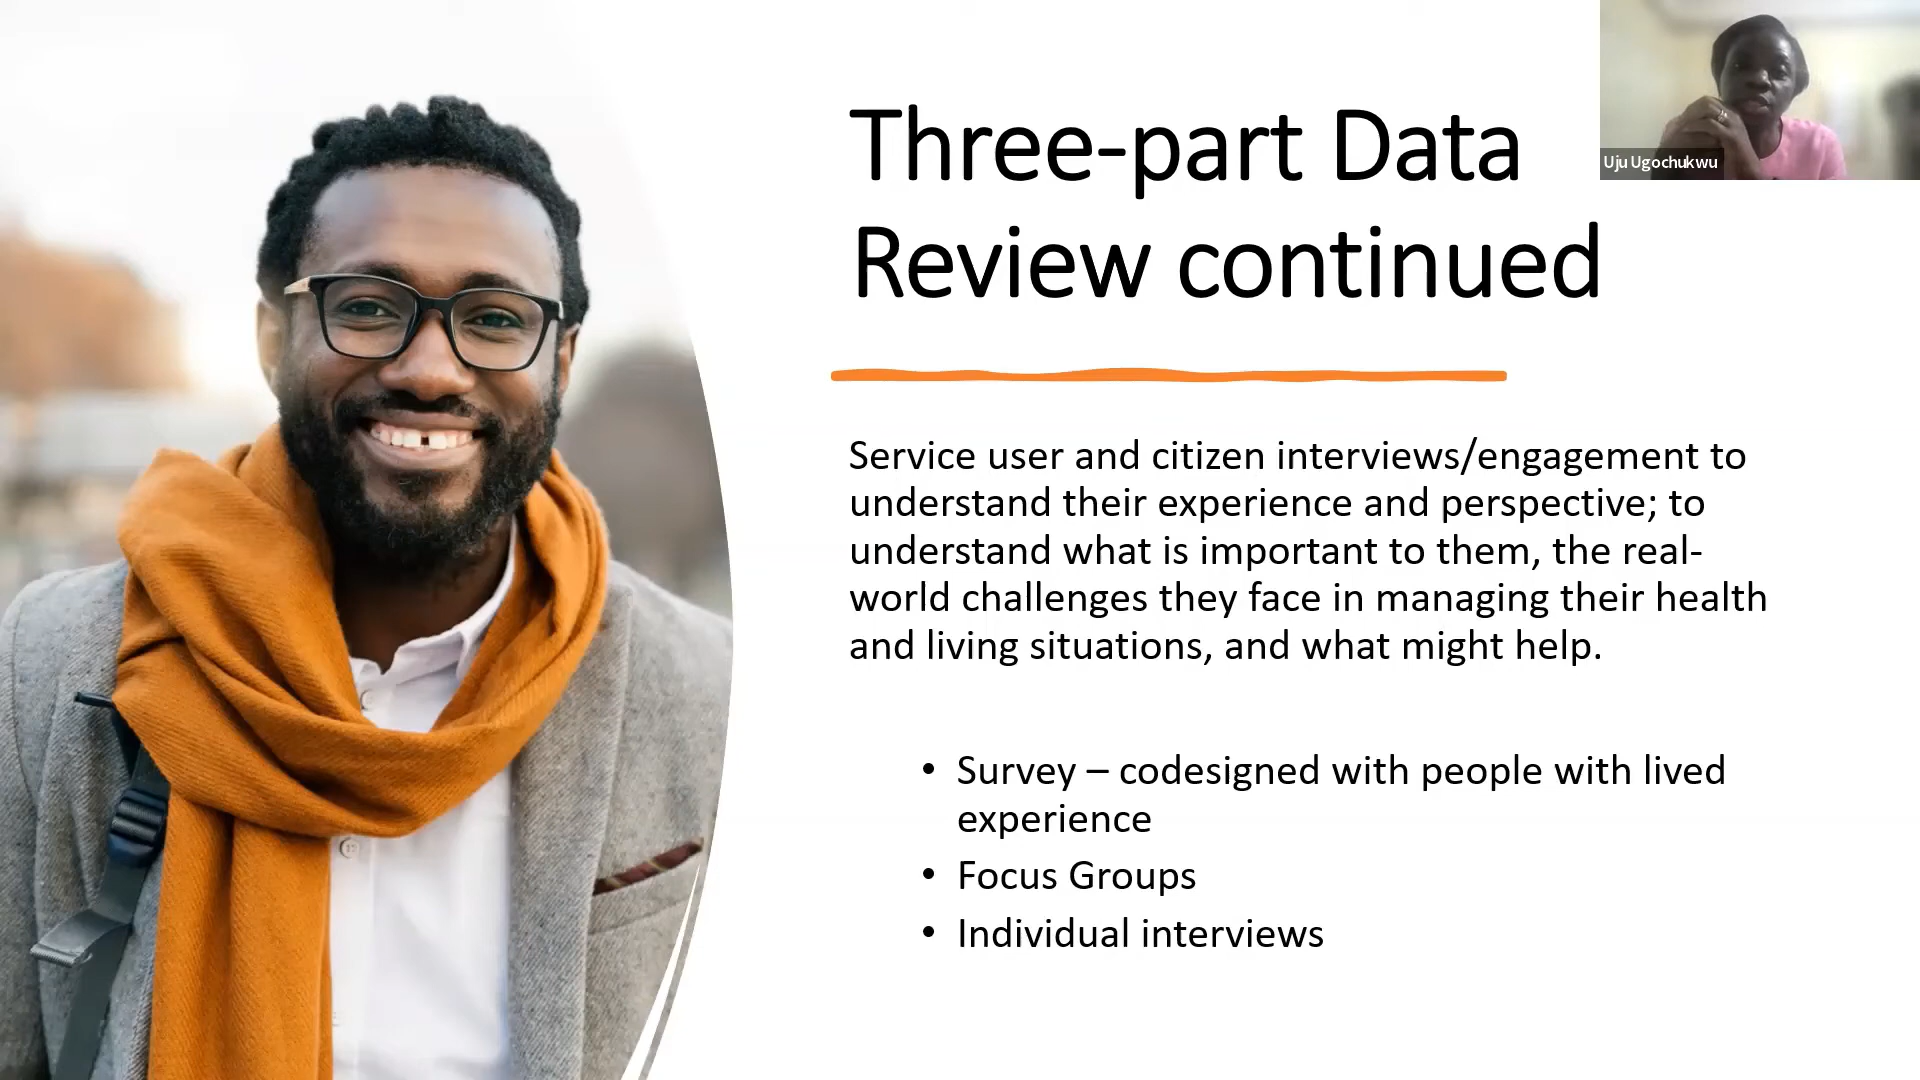 Three-part Data
Review continued
Uju Ugochukwu
Service user and citizen interviews/engagement to
understand their experience and perspective; to
understand what is important to them, the real-
world challenges they face in managing their health
and living situations, and what might help.
• Survey – codesigned with people with lived
experience
• Focus Groups
• Individual interviews